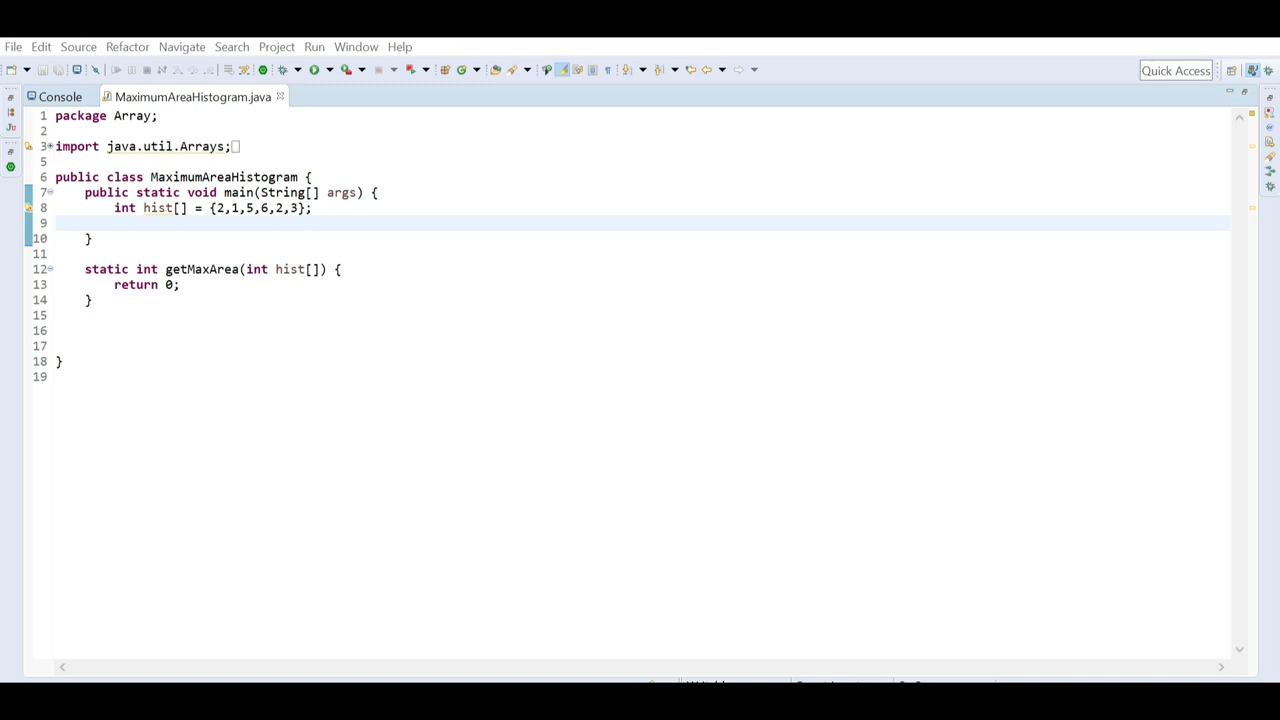 File Edit Source Refactor Navigate Search Project Run Window Help
Quick Access
Console MaximumAreaHistogram.java
1 package Array;
2
3 import java.util.Arrays;
5
6 public class MaximumAreaHistogram {
7 public static void main(String[] args) {
8 int hist[] = {2,1,5,6,2,3};
9
10 }
11
12 static int getMaxArea(int hist[]) {
13 return 0;
14 }
15
16
17
18 }
19